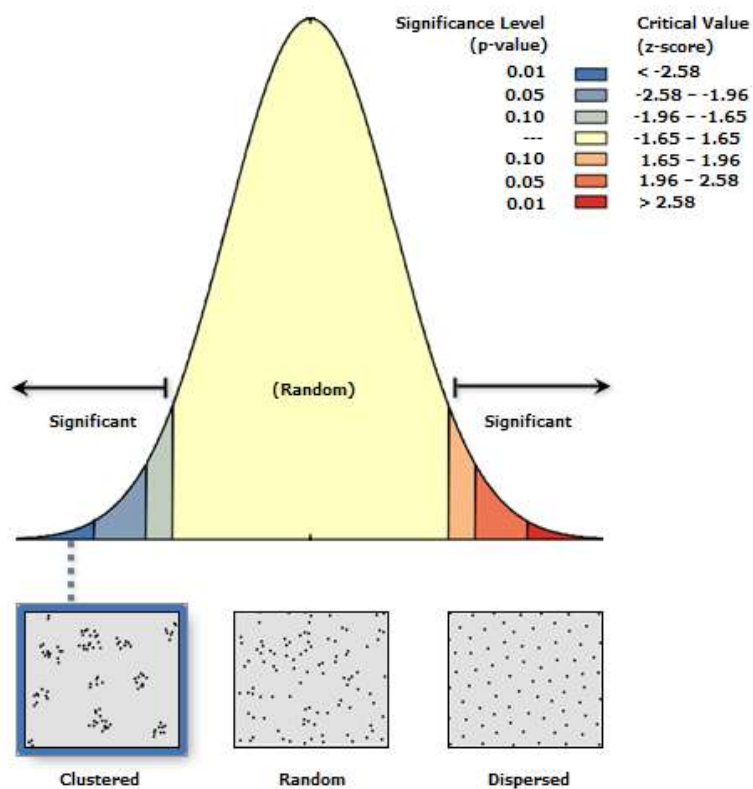 Significance Level Critical Value
(p-value) (z-score)
0.01 < -2.58
0.05 -2.58 – -1.96
0.10 -1.96 – -1.65
--- -1.65 – 1.65
0.10 1.65 – 1.96
0.05 1.96 – 2.58
0.01 > 2.58
(Random)
Significant Significant
Clustered Random Dispersed